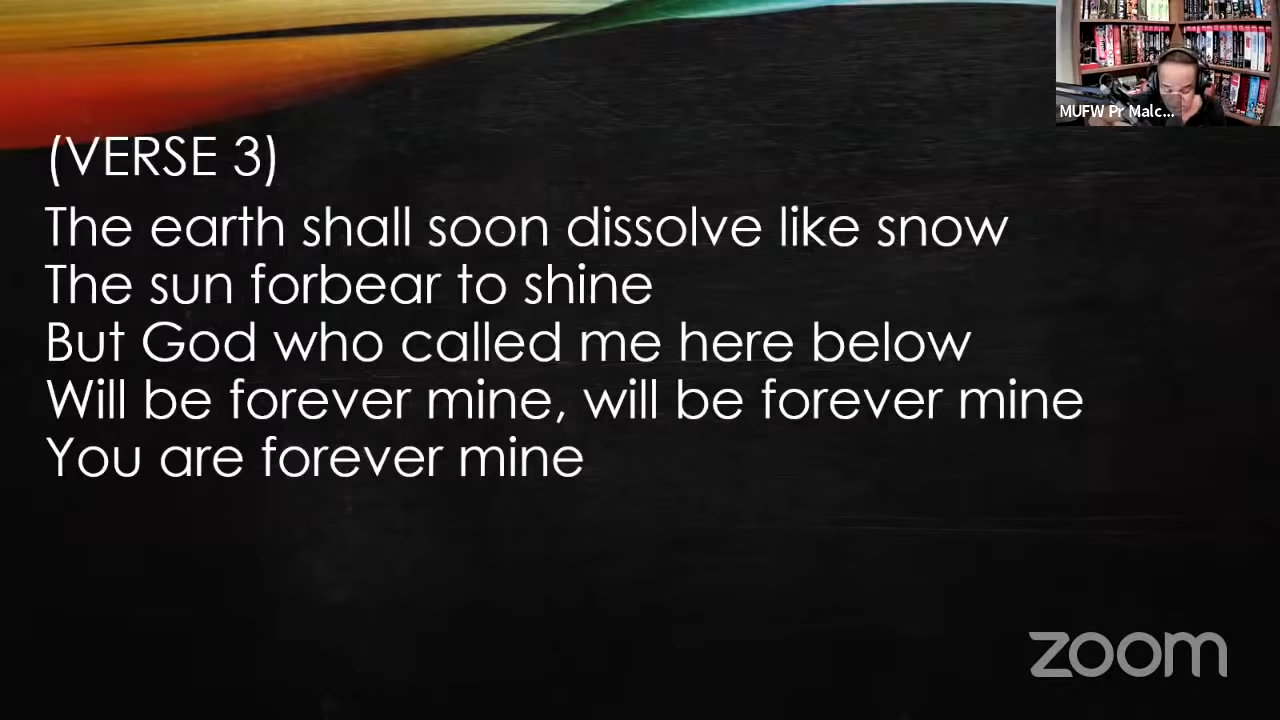 MUFW Pr Malc...
(VERSE 3)
The earth shall soon dissolve like snow
The sun forbear to shine
But God who called me here below
Will be forever mine, will be forever mine
You are forever mine
zoom